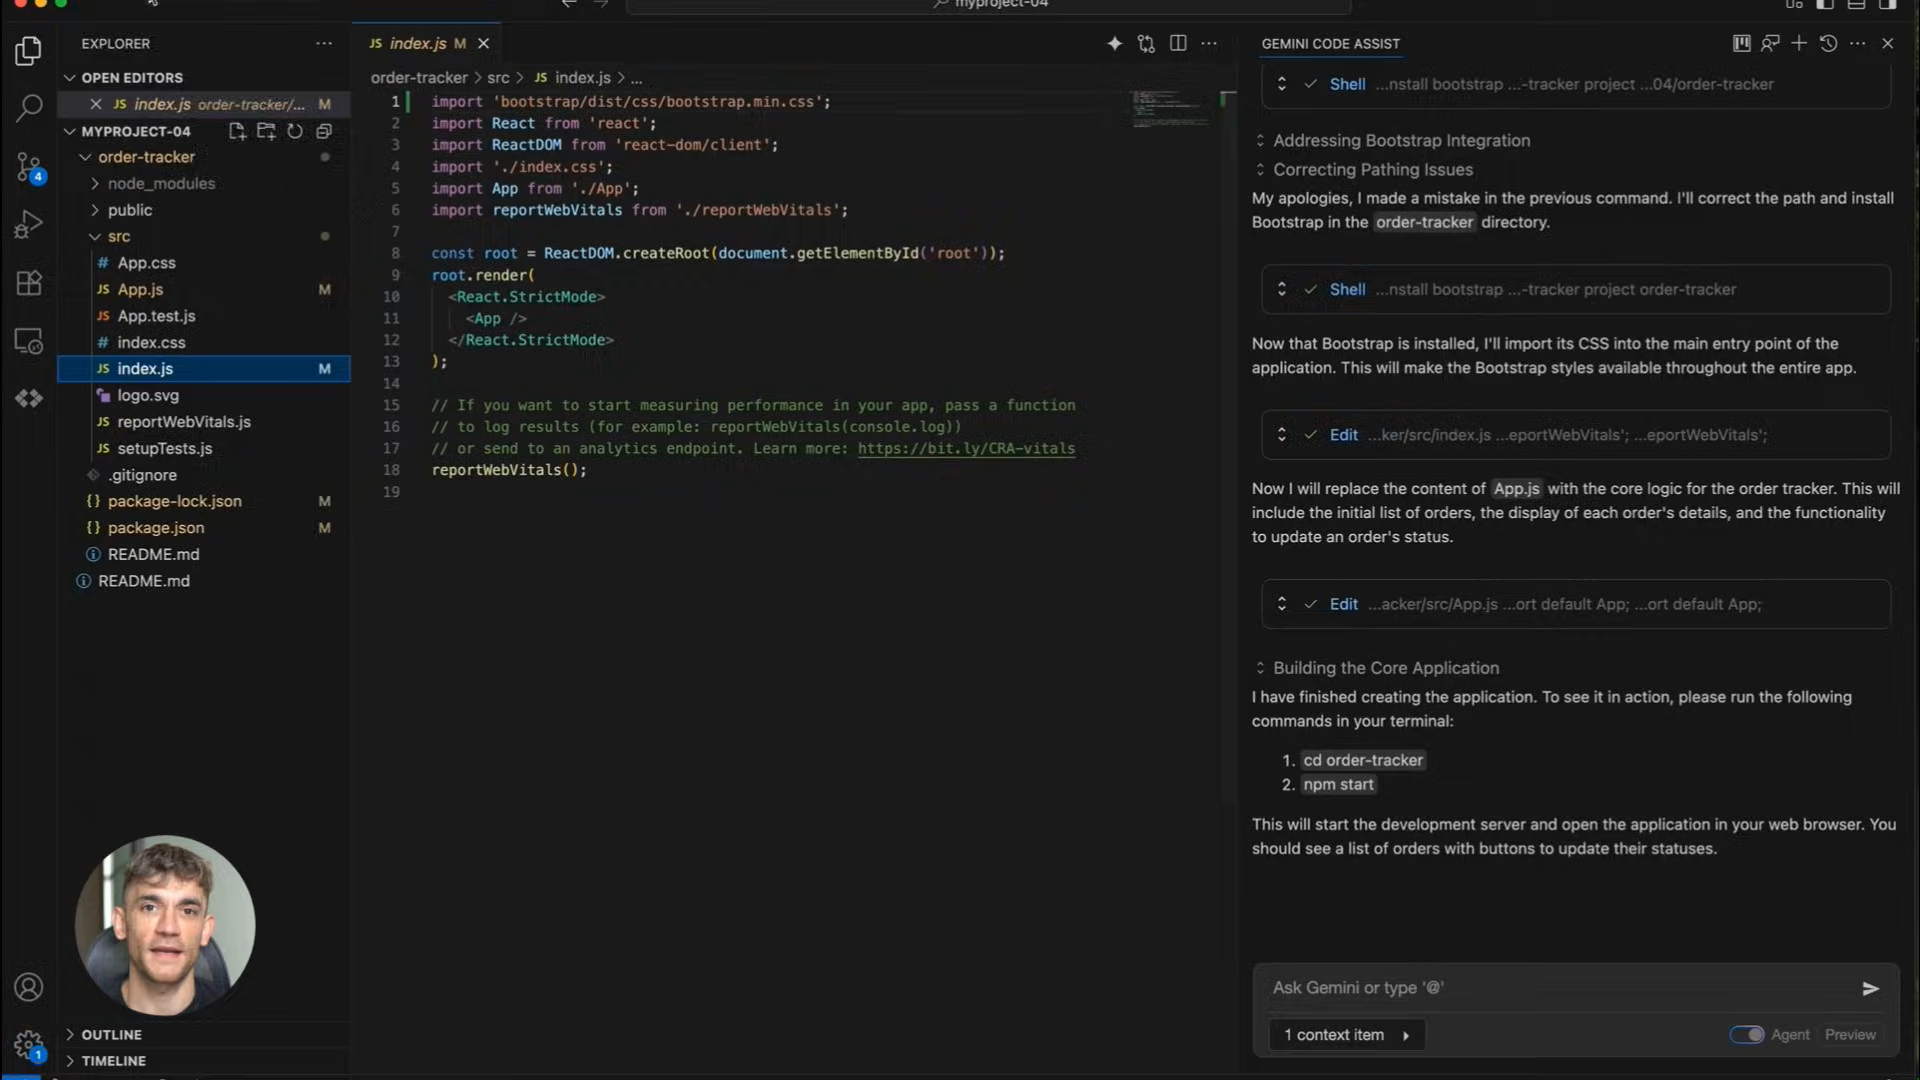 myproject-04
EXPLORER
OPEN EDITORS
JS index.js order-tracker/... M
MYPROJECT-04
order-tracker
node_modules
public
src
# App.css
JS App.js M
JS App.test.js
# index.css
JS index.js M
logo.svg
JS reportWebVitals.js
JS setupTests.js
.gitignore
{} package-lock.json M
{} package.json M
README.md
README.md
OUTLINE
TIMELINE
4
1
JS index.js M
order-tracker > src > JS index.js > ...
1 import 'bootstrap/dist/css/bootstrap.min.css';
2 import React from 'react';
3 import ReactDOM from 'react-dom/client';
4 import './index.css';
5 import App from './App';
6 import reportWebVitals from './reportWebVitals';
7
8 const root = ReactDOM.createRoot(document.getElementById('root'));
9 root.render(
10 <React.StrictMode>
11 <App />
12 </React.StrictMode>
13 );
14
15 // If you want to start measuring performance in your app, pass a function
16 // to log results (for example: reportWebVitals(console.log))
17 // or send to an analytics endpoint. Learn more: https://bit.ly/CRA-vitals
18 reportWebVitals();
19
GEMINI CODE ASSIST
Shell ...nstall bootstrap ...-tracker project ...04/order-tracker
Addressing Bootstrap Integration
Correcting Pathing Issues
My apologies, I made a mistake in the previous command. I'll correct the path and install
Bootstrap in the order-tracker directory.
Shell ...nstall bootstrap ...-tracker project order-tracker
Now that Bootstrap is installed, I'll import its CSS into the main entry point of the
application. This will make the Bootstrap styles available throughout the entire app.
Edit ...ker/src/index.js ...eportWebVitals'; ...eportWebVitals';
Now I will replace the content of App.js with the core logic for the order tracker. This will
include the initial list of orders, the display of each order's details, and the functionality
to update an order's status.
Edit ...acker/src/App.js ...ort default App; ...ort default App;
Building the Core Application
I have finished creating the application. To see it in action, please run the following
commands in your terminal:
1. cd order-tracker
2. npm start
This will start the development server and open the application in your web browser. You
should see a list of orders with buttons to update their statuses.
Ask Gemini or type '@'
1 context item
Agent Preview